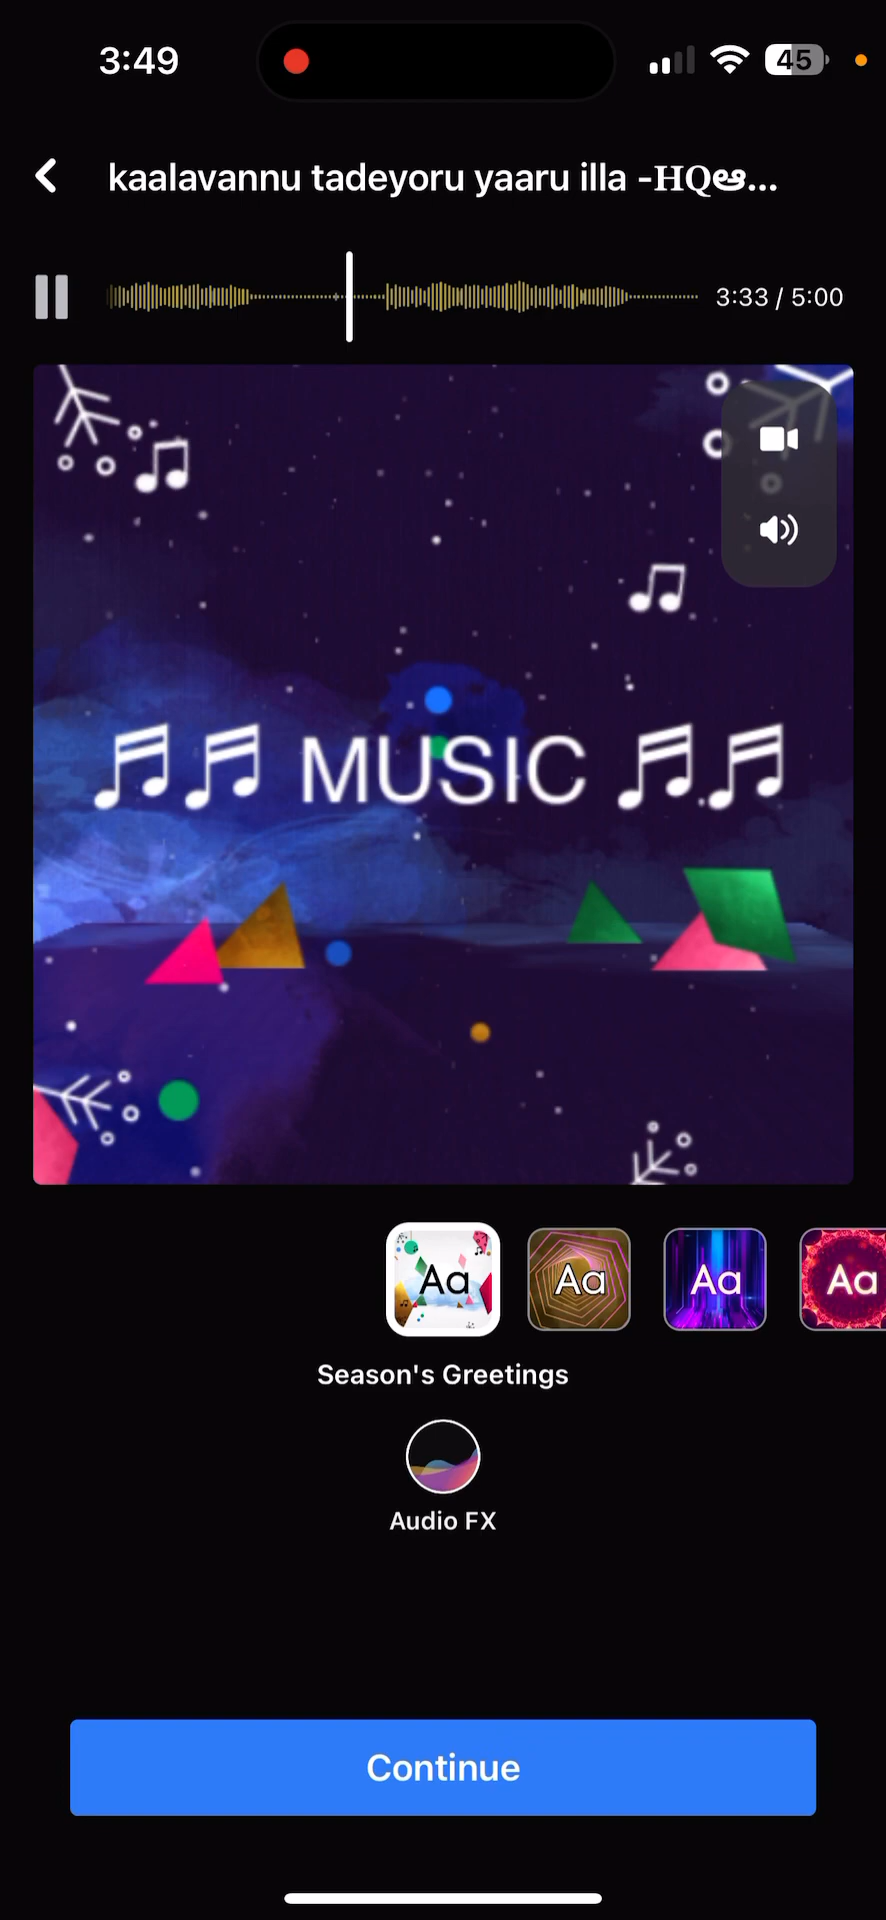 3:49
45
kaalavannu tadeyoru yaaru illa -HQಆ...
3:33 / 5:00
MUSIC
Aa Aa Aa Aa
Season's Greetings
Audio FX
Continue